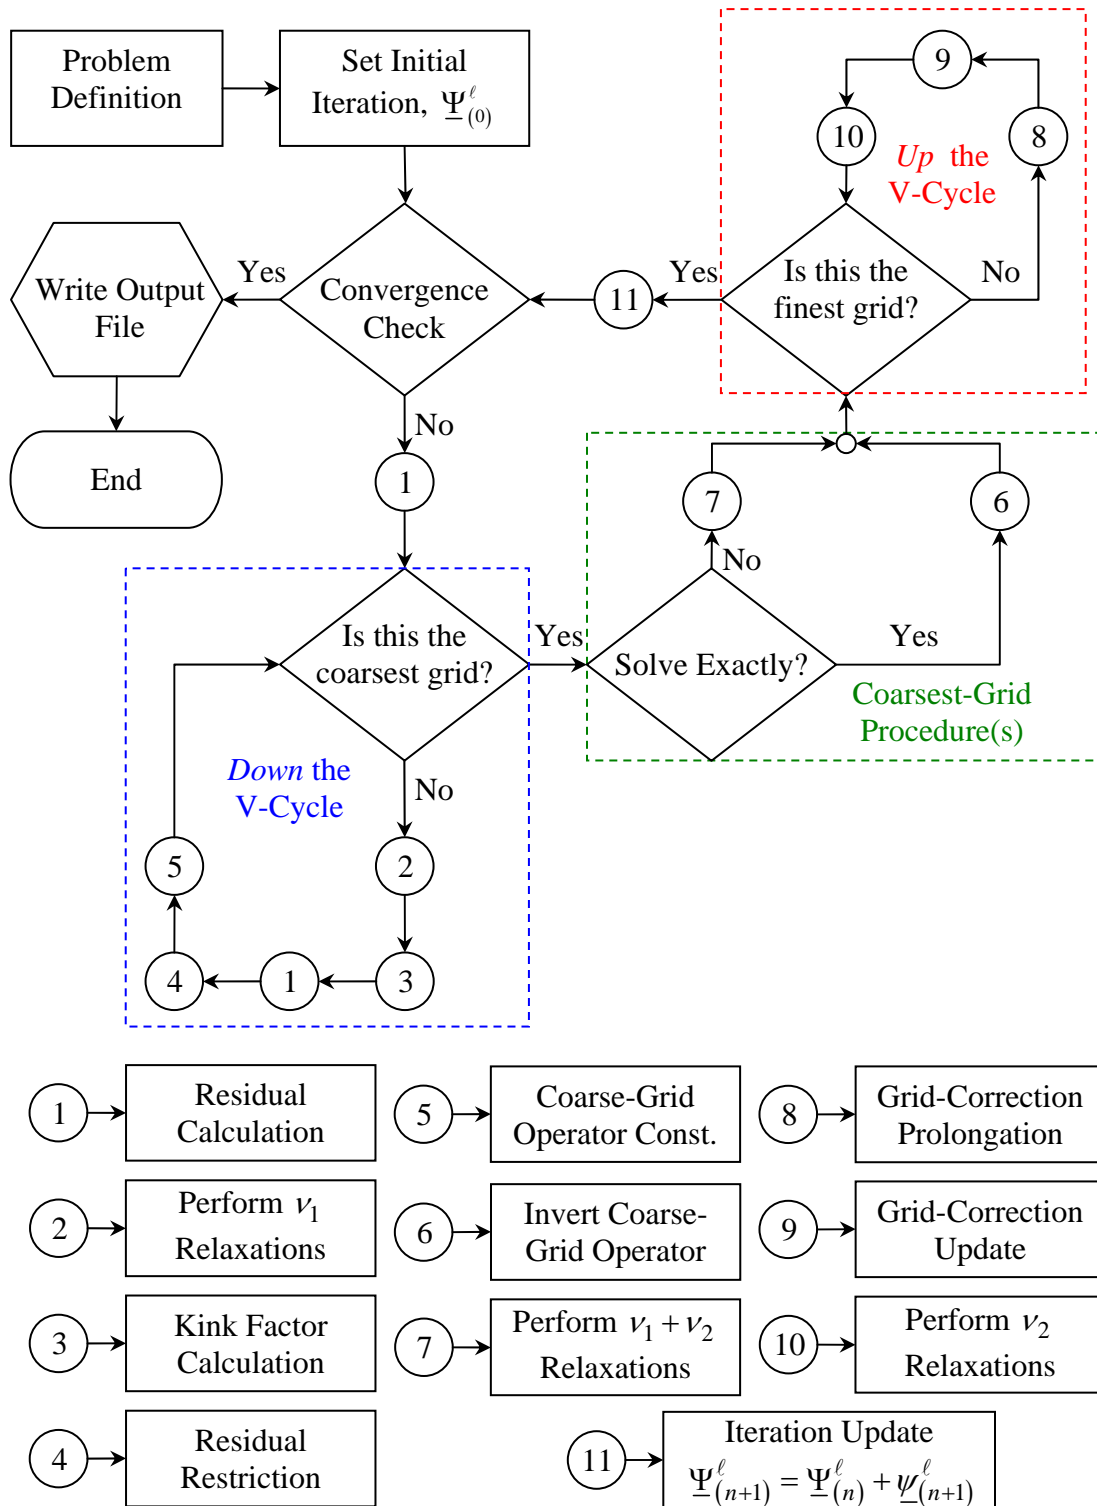 Problem
Definition
Set Initial
Iteration, Ψ^ℓ_(0)
9
10
8
Up the
V-Cycle
Write Output
File
Yes
Convergence
Check
11
Yes
Is this the
finest grid?
No
No
End
1
7
6
No
Is this the
coarsest grid?
Yes
Solve Exactly?
Yes
Coarsest-Grid
Procedure(s)
Down the
V-Cycle
No
5
2
4
1
3
1
Residual
Calculation
5
Coarse-Grid
Operator Const.
8
Grid-Correction
Prolongation
2
Perform ν₁
Relaxations
6
Invert Coarse-
Grid Operator
9
Grid-Correction
Update
3
Kink Factor
Calculation
7
Perform ν₁ + ν₂
Relaxations
10
Perform ν₂
Relaxations
4
Residual
Restriction
11
Iteration Update
Ψ^ℓ_(n+1) = Ψ^ℓ_(n) + ψ^ℓ_(n+1)